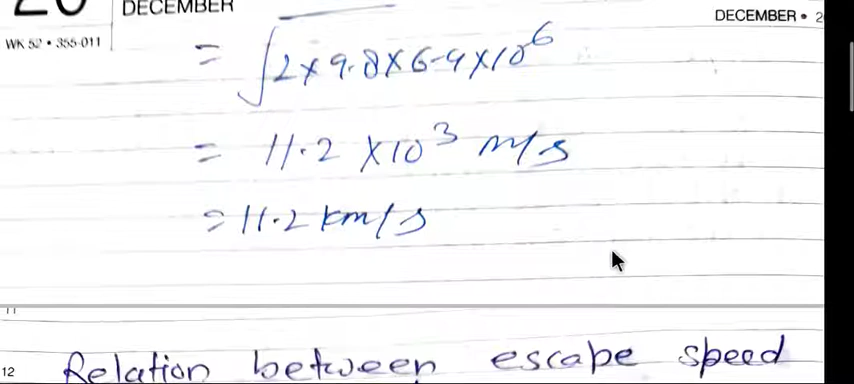 DECEMBER
DECEMBER • 2
WK 52 • 355-011
= √2×9.8×6.4×10⁶
= 11.2 ×10³ m/s
= 11.2 km/s
11
12 Relation between escape speed